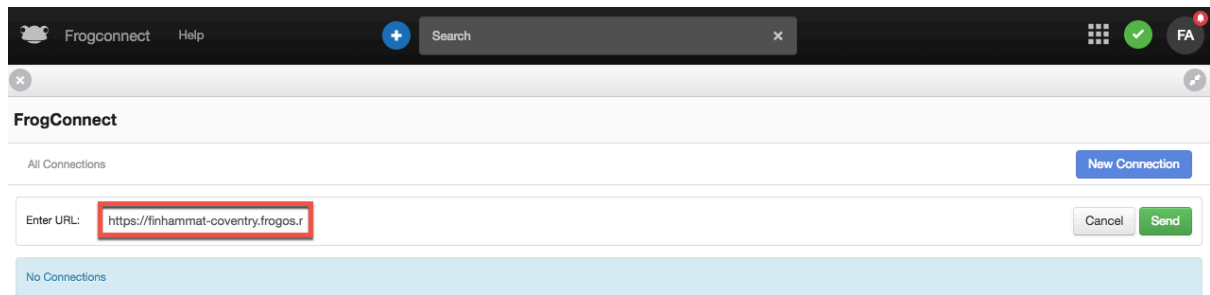 Frogconnect Help Search × FA
FrogConnect
All Connections New Connection
Enter URL: https://finhammat-coventry.frogos.r Cancel Send
No Connections